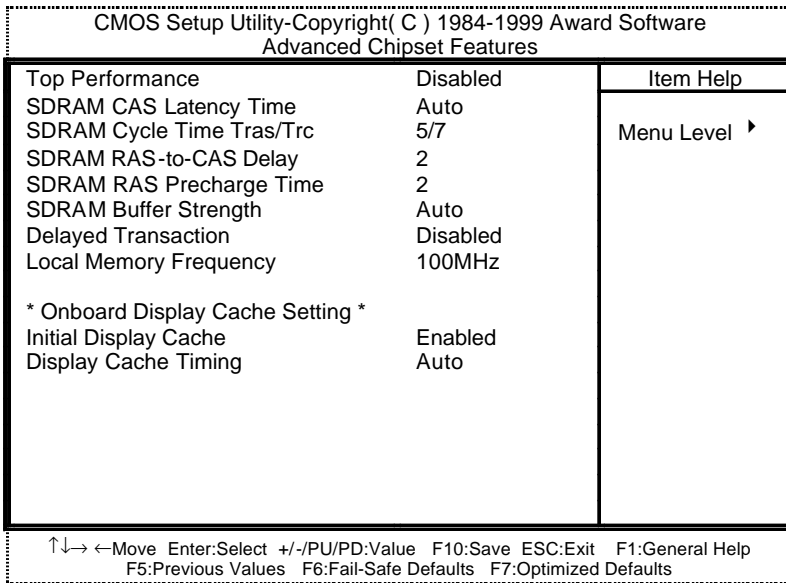 CMOS Setup Utility-Copyright( C ) 1984-1999 Award Software
Advanced Chipset Features
Top Performance Disabled Item Help
SDRAM CAS Latency Time Auto
SDRAM Cycle Time Tras/Trc 5/7 Menu Level ▶
SDRAM RAS-to-CAS Delay 2
SDRAM RAS Precharge Time 2
SDRAM Buffer Strength Auto
Delayed Transaction Disabled
Local Memory Frequency 100MHz
* Onboard Display Cache Setting *
Initial Display Cache Enabled
Display Cache Timing Auto
↑↓→ ←Move Enter:Select +/-/PU/PD:Value F10:Save ESC:Exit F1:General Help
F5:Previous Values F6:Fail-Safe Defaults F7:Optimized Defaults